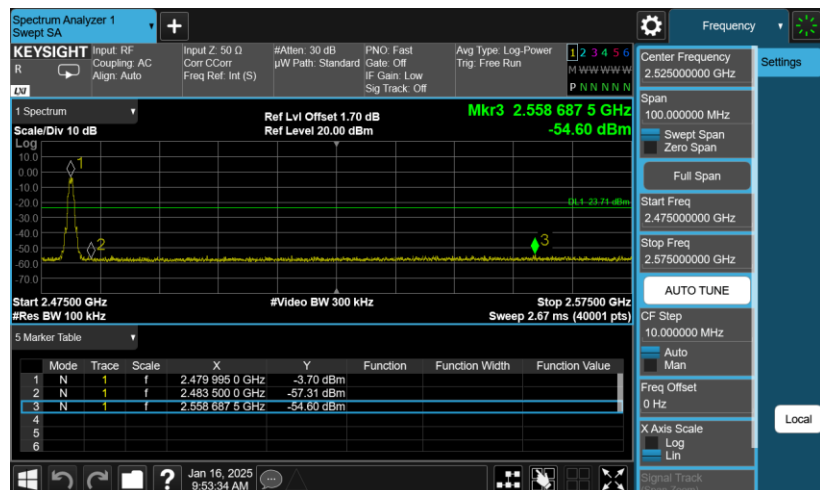 Spectrum Analyzer 1
Swept SA
+
Frequency
KEYSIGHT
R
LXI
Input: RF
Coupling: AC
Align: Auto
Input Z: 50 Ω
Corr CCorr
Freq Ref: Int (S)
#Atten: 30 dB
µW Path: Standard
PNO: Fast
Gate: Off
IF Gain: Low
Sig Track: Off
Avg Type: Log-Power
Trig: Free Run
1 2 3 4 5 6
M W W W W W
P N N N N N
1 Spectrum
Scale/Div 10 dB
Ref Lvl Offset 1.70 dB
Ref Level 20.00 dBm
Mkr3 2.558 687 5 GHz
-54.60 dBm
Log
10.0
0.00
-10.0
-20.0
-30.0
-40.0
-50.0
-60.0
-70.0
1
2
3
DL1 -23.71 dBm
Start 2.47500 GHz
#Res BW 100 kHz
#Video BW 300 kHz
Stop 2.57500 GHz
Sweep 2.67 ms (40001 pts)
5 Marker Table
Mode Trace Scale X Y Function Function Width Function Value
1 N 1 f 2.479 995 0 GHz -3.70 dBm
2 N 1 f 2.483 500 0 GHz -57.31 dBm
3 N 1 f 2.558 687 5 GHz -54.60 dBm
4
5
6
Jan 16, 2025
9:53:34 AM
Center Frequency
2.525000000 GHz
Span
100.000000 MHz
Swept Span
Zero Span
Full Span
Start Freq
2.475000000 GHz
Stop Freq
2.575000000 GHz
AUTO TUNE
CF Step
10.000000 MHz
Auto
Man
Freq Offset
0 Hz
X Axis Scale
Log
Lin
Signal Track
Settings
Local